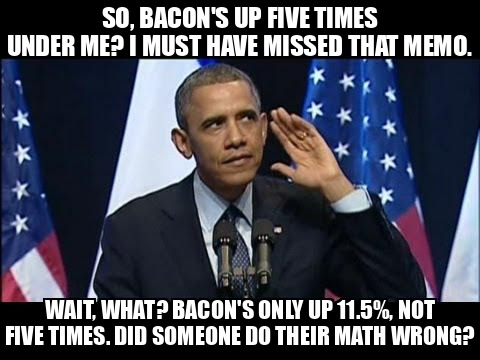 SO, BACON'S UP FIVE TIMES
UNDER ME? I MUST HAVE MISSED THAT MEMO.
WAIT, WHAT? BACON'S ONLY UP 11.5%, NOT
FIVE TIMES. DID SOMEONE DO THEIR MATH WRONG?